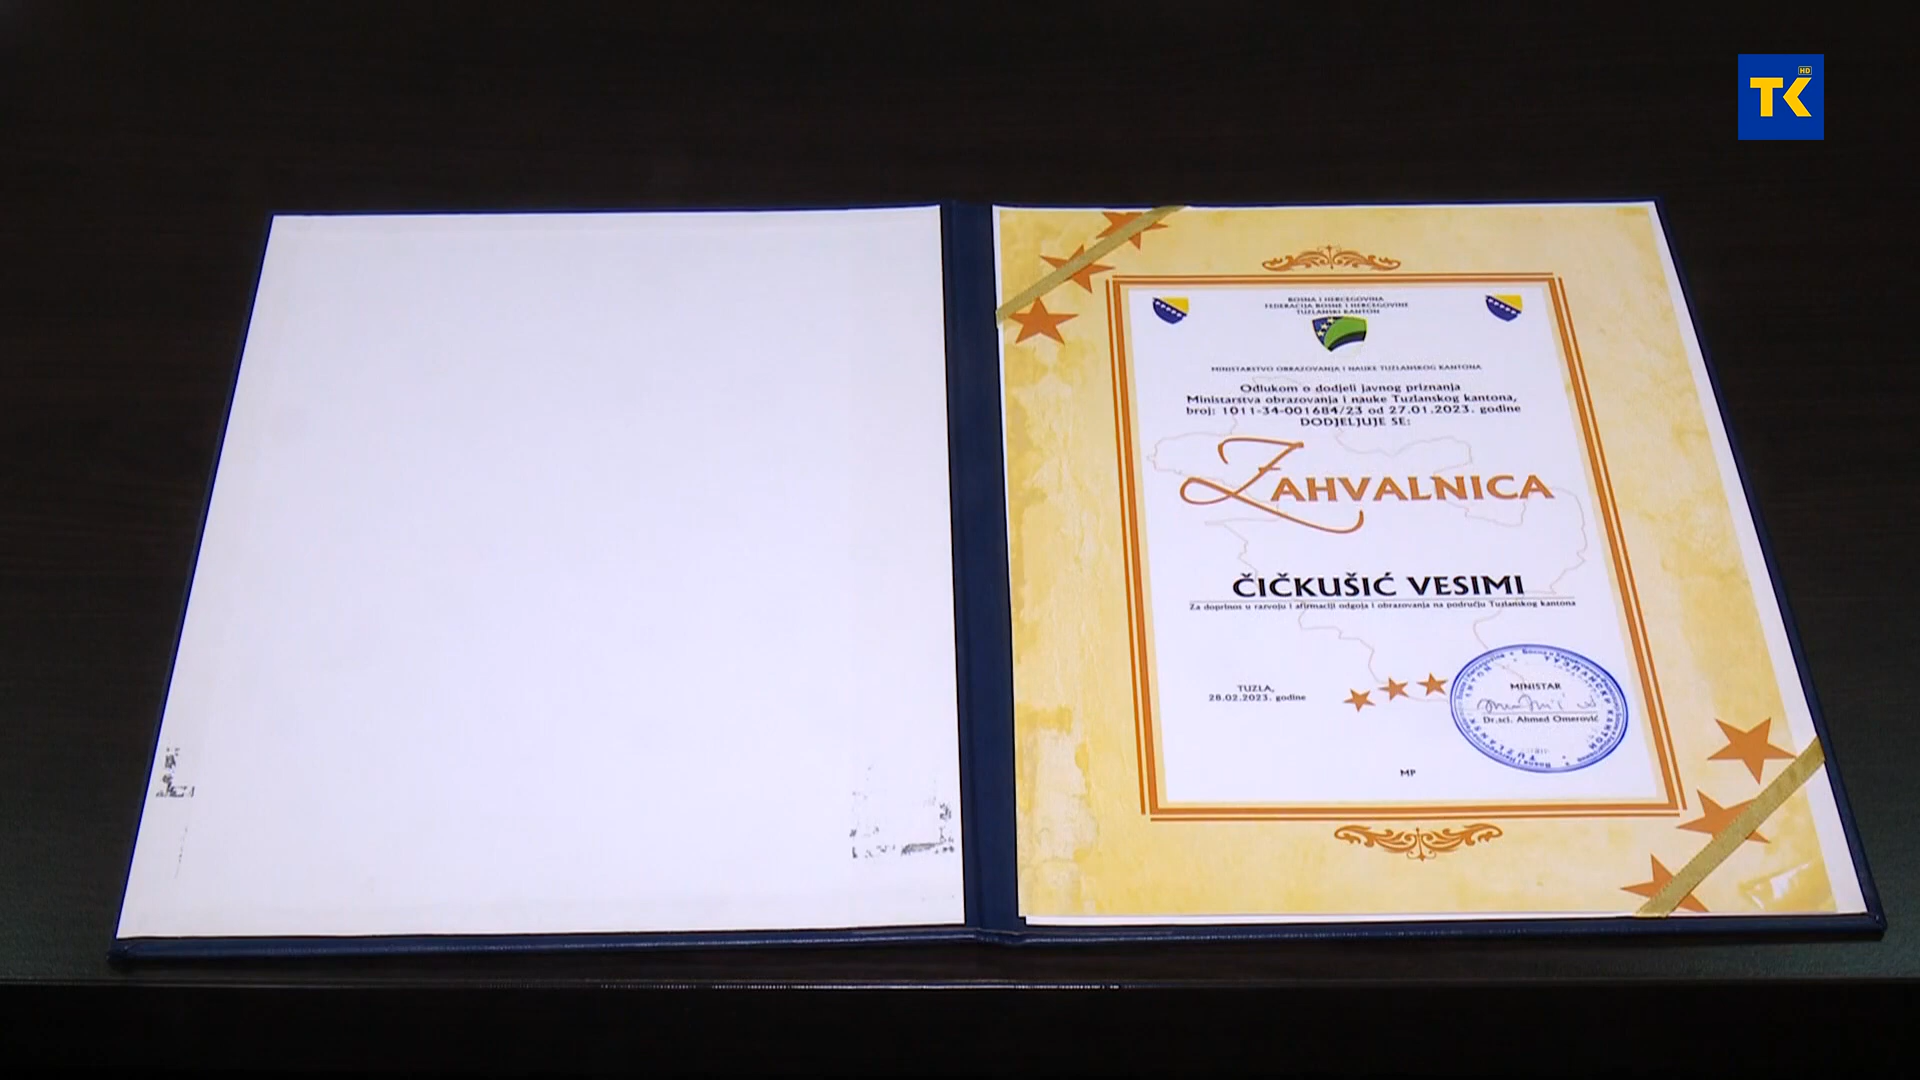 TK HD
BOSNA I HERCEGOVINA
FEDERACIJA BOSNE I HERCEGOVINE
TUZLANSKI KANTON
MINISTARSTVO OBRAZOVANJA I NAUKE TUZLANSKOG KANTONA
Odlukom o dodjeli javnog priznanja
Ministarstva obrazovanja i nauke Tuzlanskog kantona,
broj: 1011-34-001684/23 od 27.01.2023. godine
DODJELJUJE SE:
ZAHVALNICA
ČIČKUŠIĆ VESIMI
Za doprinos u razvoju i afirmaciji odgoja i obrazovanja na području Tuzlanskog kantona
TUZLA,
28.02.2023. godine
MINISTAR
Dr.sci. Ahmed Omerović
MP